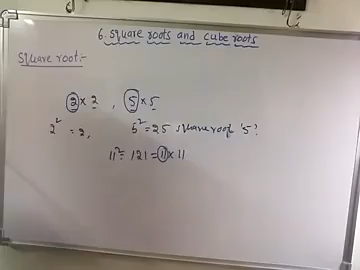 6. square roots and cube roots
square root:-
2 × 2 , 5 × 5
2² = 2, 5² = 25 square roof '5'?
11² = 121 = 11 × 11